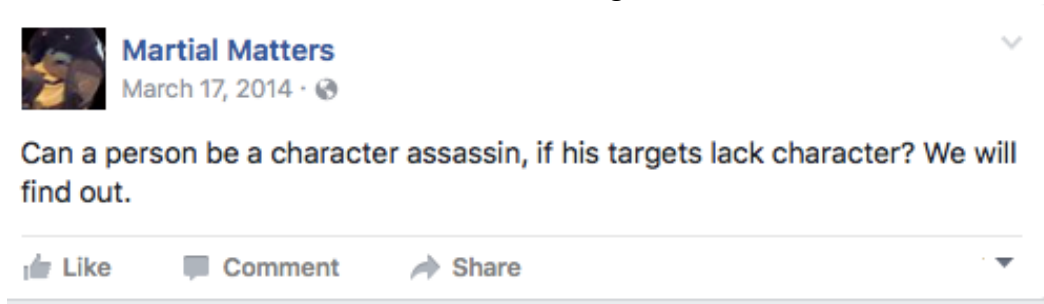 Martial Matters
March 17, 2014 ·
Can a person be a character assassin, if his targets lack character? We will
find out.
Like Comment Share